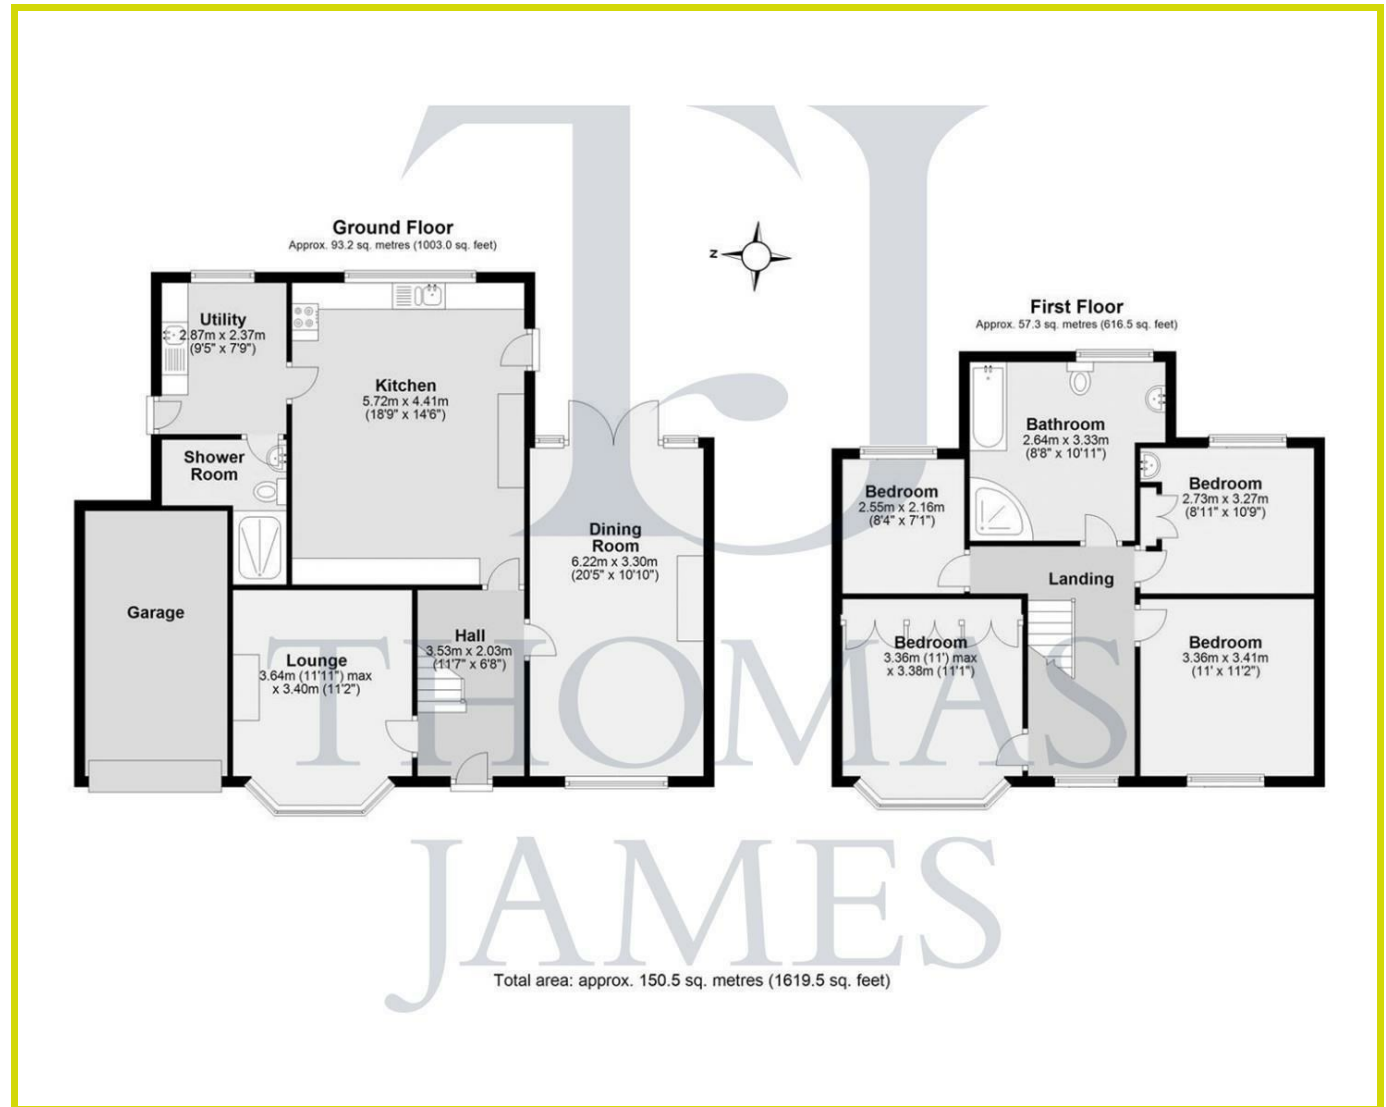 TJ
Ground Floor
Approx. 93.2 sq. metres (1003.0 sq. feet)
Utility
2.87m x 2.37m
(9'5" x 7'9")
Kitchen
5.72m x 4.41m
(18'9" x 14'6")
Shower
Room
Dining
Room
6.22m x 3.30m
(20'5" x 10'10")
Garage
Lounge
3.64m (11'11") max
x 3.40m (11'2")
Hall
3.53m x 2.03m
(11'7" x 6'8")
Z
First Floor
Approx. 57.3 sq. metres (616.5 sq. feet)
Bathroom
2.64m x 3.33m
(8'8" x 10'11")
Bedroom
2.55m x 2.16m
(8'4" x 7'1")
Bedroom
2.73m x 3.27m
(8'11" x 10'9")
Landing
Bedroom
3.36m (11') max
x 3.38m (11'1")
Bedroom
3.36m x 3.41m
(11' x 11'2")
THOMAS
JAMES
Total area: approx. 150.5 sq. metres (1619.5 sq. feet)